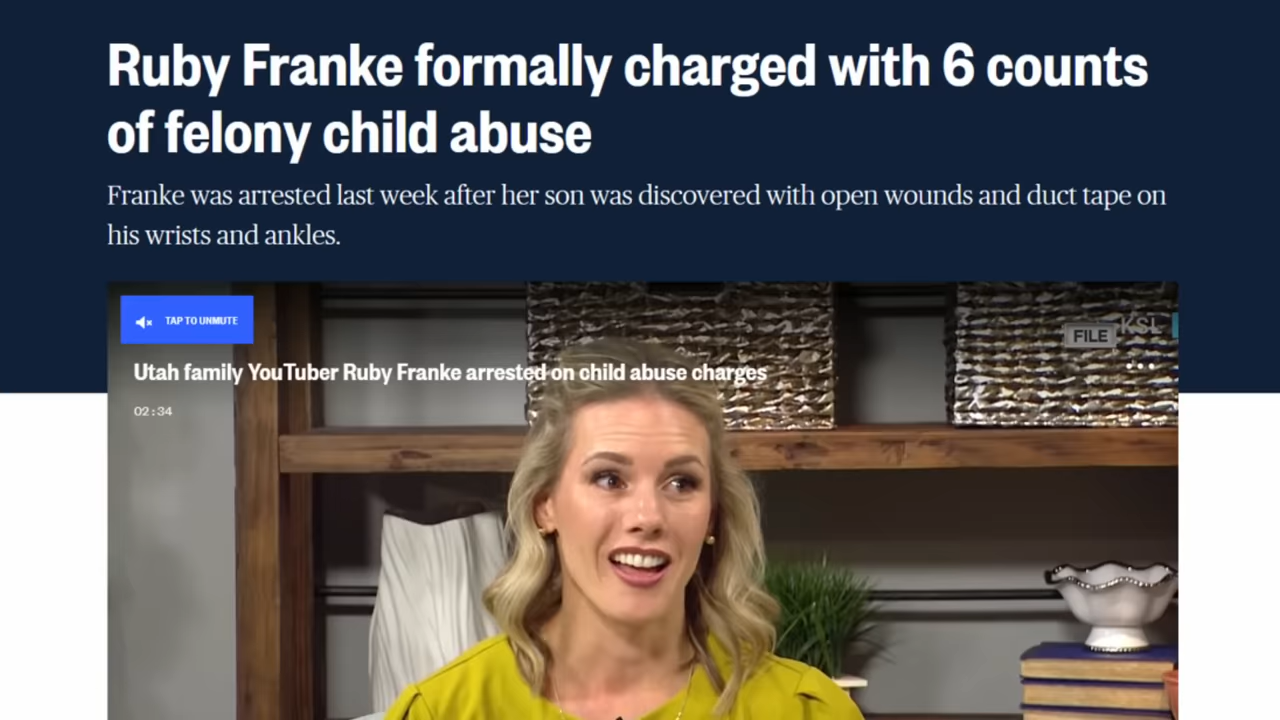 Ruby Franke formally charged with 6 counts
of felony child abuse
Franke was arrested last week after her son was discovered with open wounds and duct tape on
his wrists and ankles.
TAP TO UNMUTE
FILE KSL
Utah family YouTuber Ruby Franke arrested on child abuse charges
02:34